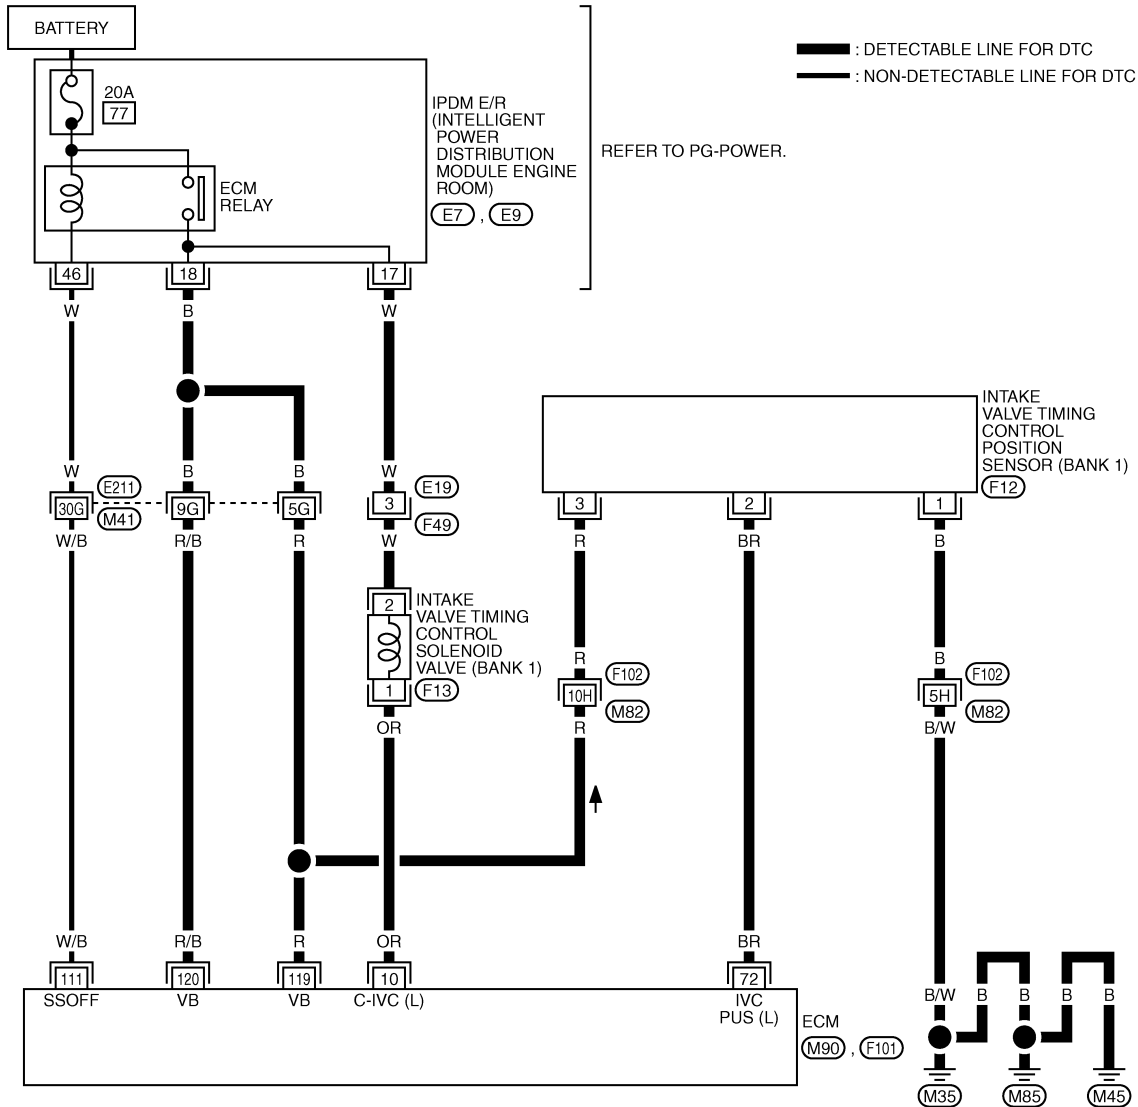 BATTERY
: DETECTABLE LINE FOR DTC
: NON-DETECTABLE LINE FOR DTC
20A
77
IPDM E/R
(INTELLIGENT
POWER
DISTRIBUTION
MODULE ENGINE
ROOM)
E7 , E9
REFER TO PG-POWER.
ECM
RELAY
46 18 17
W B W
INTAKE
VALVE TIMING
CONTROL
POSITION
SENSOR (BANK 1)
F12
W B B W
E211 E19
30G 9G 5G 3 3 2 1
M41 F49
W/B R/B R W R BR B
2
INTAKE
VALVE TIMING
CONTROL
SOLENOID
VALVE (BANK 1)
1 F13
R B
F102 F102
10H 5H
M82 M82
OR R B/W
W/B R/B R OR BR
111 120 119 10 72
SSOFF VB VB C-IVC (L) IVC
PUS (L)
B/W B B B B
ECM
M90 , F101
M35 M85 M45